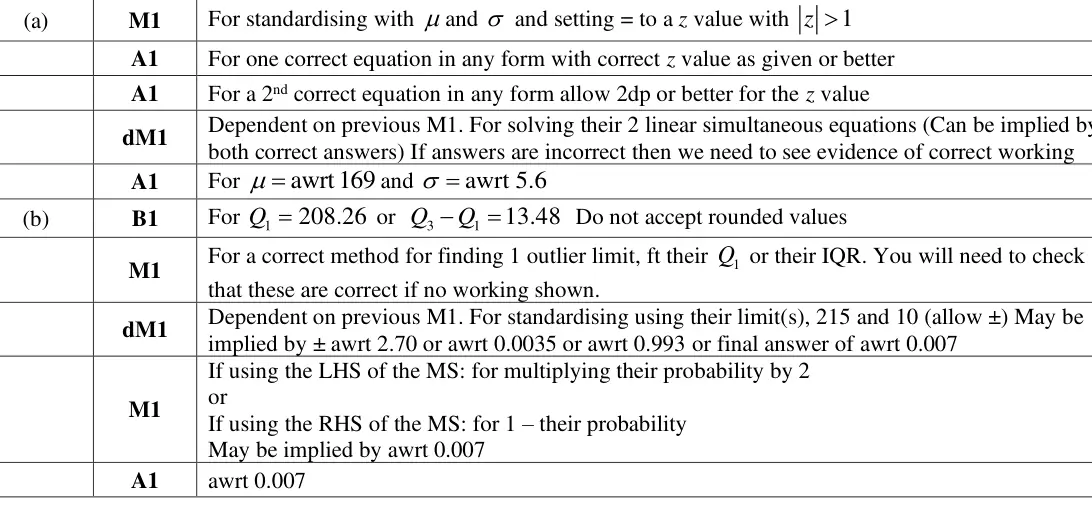 (a) M1 For standardising with μ and σ and setting = to a z value with |z| > 1
A1 For one correct equation in any form with correct z value as given or better
A1 For a 2nd correct equation in any form allow 2dp or better for the z value
dM1 Dependent on previous M1. For solving their 2 linear simultaneous equations (Can be implied by
both correct answers) If answers are incorrect then we need to see evidence of correct working
A1 For μ = awrt 169 and σ = awrt 5.6
(b) B1 For Q₁ = 208.26 or Q₃ − Q₁ = 13.48 Do not accept rounded values
M1 For a correct method for finding 1 outlier limit, ft their Q₁ or their IQR. You will need to check
that these are correct if no working shown.
dM1 Dependent on previous M1. For standardising using their limit(s), 215 and 10 (allow ±) May be
implied by ± awrt 2.70 or awrt 0.0035 or awrt 0.993 or final answer of awrt 0.007
M1 If using the LHS of the MS: for multiplying their probability by 2
or
If using the RHS of the MS: for 1 – their probability
May be implied by awrt 0.007
A1 awrt 0.007